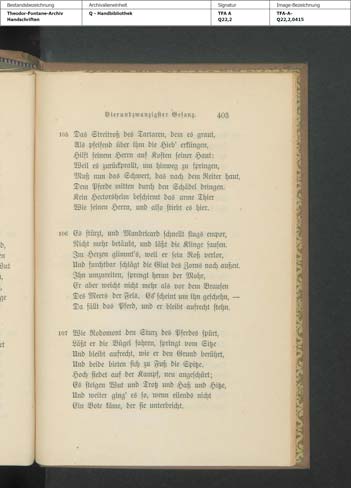 Bestandsbezeichnung
Theodor-Fontane-Archiv
Handschriften
Archivalieneinheit
Q - Handbibliothek
Signatur
TFA A
Q22,2
Image-Bezeichnung
TFA-A-
Q22,2,0415
Vierundzwanzigster Gesang. 403
105 Das Streitroß des Tartaren, dem es graut,
Als pfeifend über ihm die Hieb' erklingen,
Hilft seinem Herrn auf Kosten seiner Haut:
Weil es zurückprallt, um hinweg zu springen,
Muß nun das Schwert, das nach dem Reiter haut,
Dem Pferde mitten durch den Schädel dringen.
Kein Hectorshelm beschirmt das arme Thier
Wie seinen Herrn, und also stirbt es hier.
106 Es stürzt, und Mandricard schnellt flugs empor,
Nicht mehr betäubt, und läßt die Klinge sausen.
Im Herzen glimmt's, weil er sein Roß verlor,
Und furchtbar schlägt die Glut des Zorns nach außen.
Ihn umzureiten, sprengt heran der Mohr,
Er aber weicht nicht mehr als vor dem Brausen
Des Meers der Fels. Es scheint um ihn geschehn, —
Da fällt das Pferd, und er bleibt aufrecht stehn.
107 Wie Rodomont den Sturz des Pferdes spürt,
Läßt er die Bügel fahren, springt vom Sitze
Und bleibt aufrecht, wie er den Grund berühret,
Und beide bieten sich zu Fuß die Spitze.
Hoch siedet auf der Kampf, neu angeschürt;
Es steigen Wut und Trotz und Haß und Hitze,
Und weiter ging' es so, wenn eilends nicht
Ein Bote käme, der sie unterbricht.